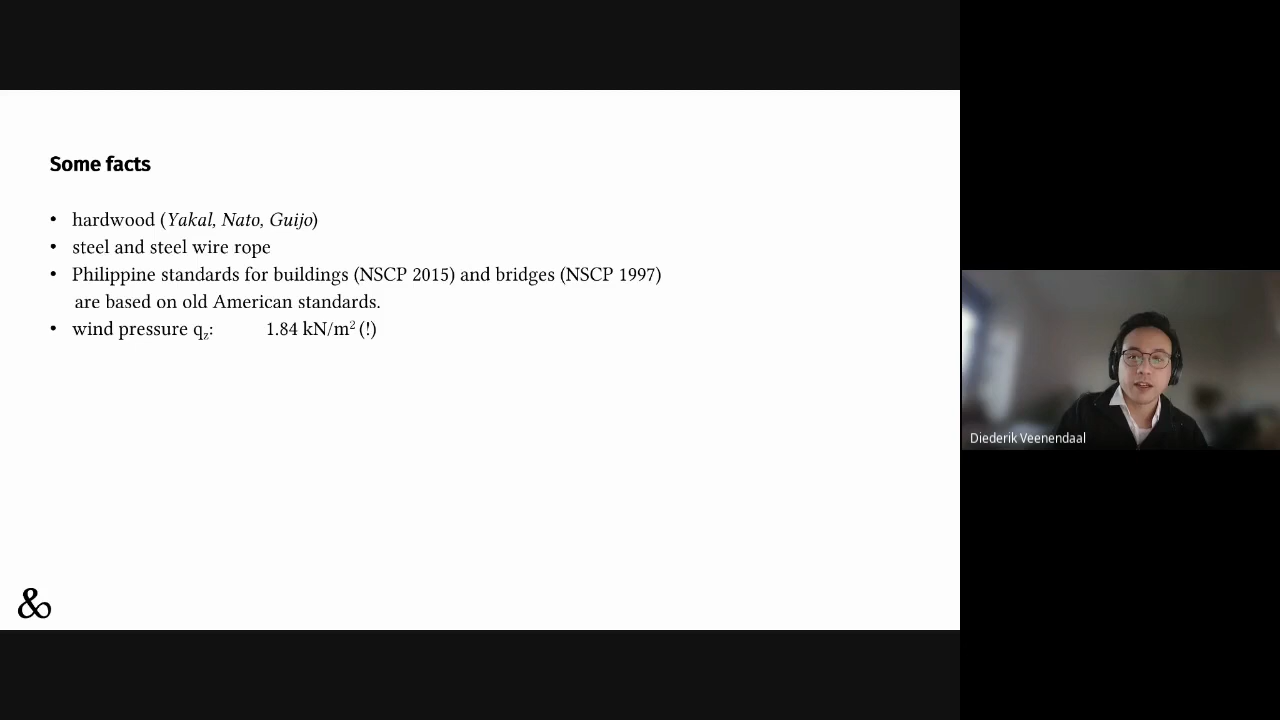 Some facts
• hardwood (Yakal, Nato, Guijo)
• steel and steel wire rope
• Philippine standards for buildings (NSCP 2015) and bridges (NSCP 1997)
are based on old American standards.
• wind pressure qz: 1.84 kN/m² (!)
&
Diederik Veenendaal